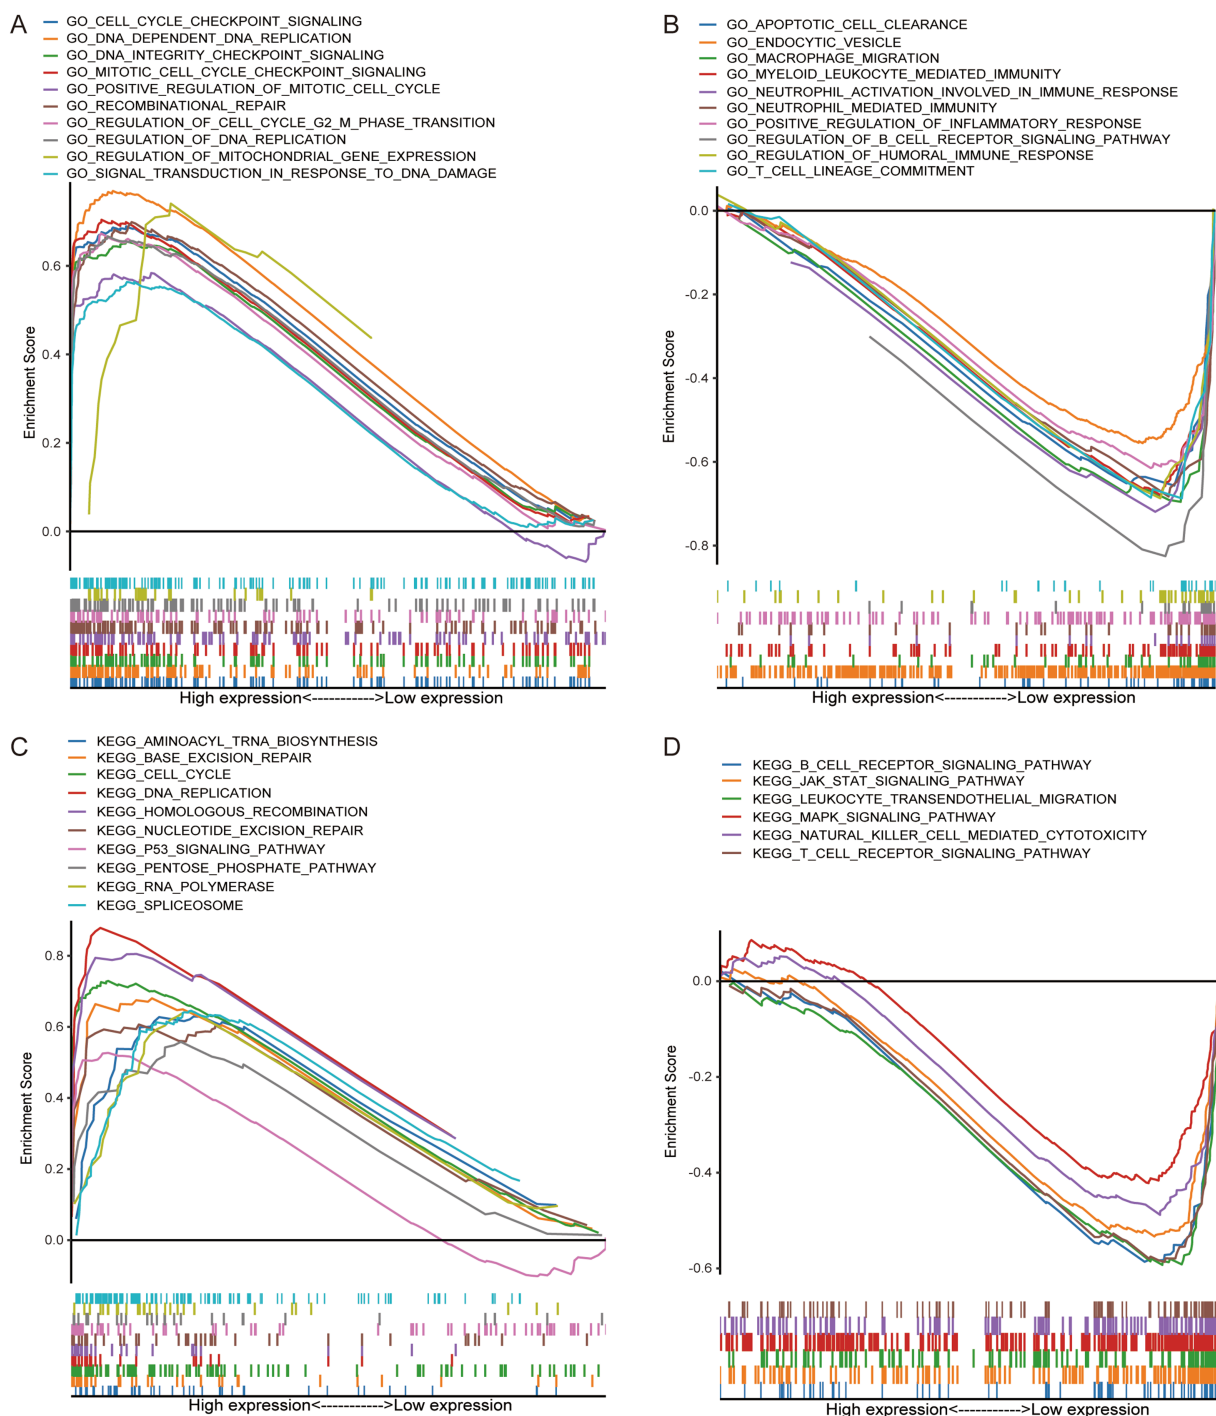 A
GO_CELL_CYCLE_CHECKPOINT_SIGNALING
GO_DNA_DEPENDENT_DNA_REPLICATION
GO_DNA_INTEGRITY_CHECKPOINT_SIGNALING
GO_MITOTIC_CELL_CYCLE_CHECKPOINT_SIGNALING
GO_POSITIVE_REGULATION_OF_MITOTIC_CELL_CYCLE
GO_RECOMBINATIONAL_REPAIR
GO_REGULATION_OF_CELL_CYCLE_G2_M_PHASE_TRANSITION
GO_REGULATION_OF_DNA_REPLICATION
GO_REGULATION_OF_MITOCHONDRIAL_GENE_EXPRESSION
GO_SIGNAL_TRANSDUCTION_IN_RESPONSE_TO_DNA_DAMAGE
0.6
0.4
0.2
0.0
Enrichment Score
High expression<----------->Low expression
B
GO_APOPTOTIC_CELL_CLEARANCE
GO_ENDOCYTIC_VESICLE
GO_MACROPHAGE_MIGRATION
GO_MYELOID_LEUKOCYTE_MEDIATED_IMMUNITY
GO_NEUTROPHIL_ACTIVATION_INVOLVED_IN_IMMUNE_RESPONSE
GO_NEUTROPHIL_MEDIATED_IMMUNITY
GO_POSITIVE_REGULATION_OF_INFLAMMATORY_RESPONSE
GO_REGULATION_OF_B_CELL_RECEPTOR_SIGNALING_PATHWAY
GO_REGULATION_OF_HUMORAL_IMMUNE_RESPONSE
GO_T_CELL_LINEAGE_COMMITMENT
0.0
-0.2
-0.4
-0.6
-0.8
Enrichment Score
High expression<----------->Low expression
C
KEGG_AMINOACYL_TRNA_BIOSYNTHESIS
KEGG_BASE_EXCISION_REPAIR
KEGG_CELL_CYCLE
KEGG_DNA_REPLICATION
KEGG_HOMOLOGOUS_RECOMBINATION
KEGG_NUCLEOTIDE_EXCISION_REPAIR
KEGG_P53_SIGNALING_PATHWAY
KEGG_PENTOSE_PHOSPHATE_PATHWAY
KEGG_RNA_POLYMERASE
KEGG_SPLICEOSOME
0.8
0.6
0.4
0.2
0.0
Enrichment Score
High expression<----------->Low expression
D
KEGG_B_CELL_RECEPTOR_SIGNALING_PATHWAY
KEGG_JAK_STAT_SIGNALING_PATHWAY
KEGG_LEUKOCYTE_TRANSENDOTHELIAL_MIGRATION
KEGG_MAPK_SIGNALING_PATHWAY
KEGG_NATURAL_KILLER_CELL_MEDIATED_CYTOTOXICITY
KEGG_T_CELL_RECEPTOR_SIGNALING_PATHWAY
0.0
-0.2
-0.4
-0.6
Enrichment Score
High expression<----------->Low expression